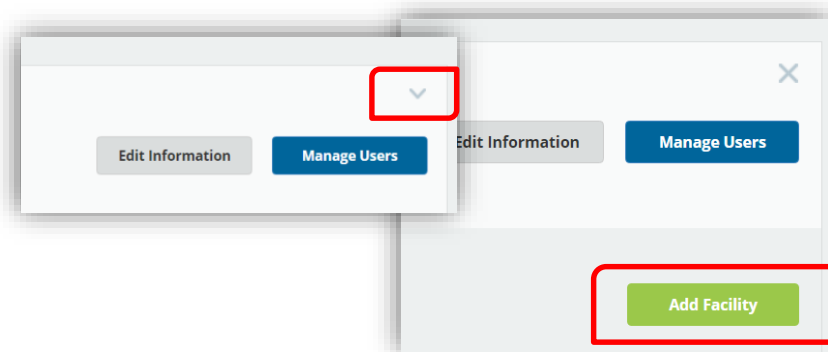 Edit Information
Manage Users
Edit Information
Manage Users
Add Facility